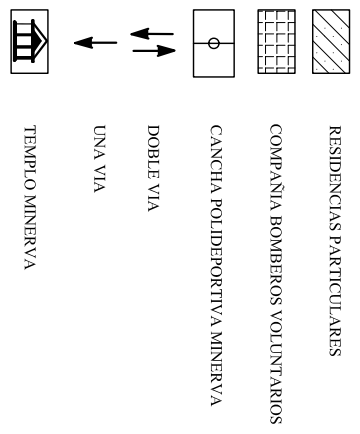 RESIDENCIAS PARTICULARES
COMPAÑIA BOMBEROS VOLUNTARIOS
CANCHA POLIDEPORTIVA MINERVA
DOBLE VIA
UNA VIA
TEMPLO MINERVA